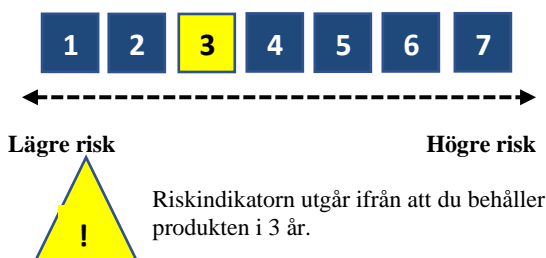 1 2 3 4 5 6 7
Lägre risk Högre risk
Riskindikatorn utgår ifrån att du behåller
! produkten i 3 år.